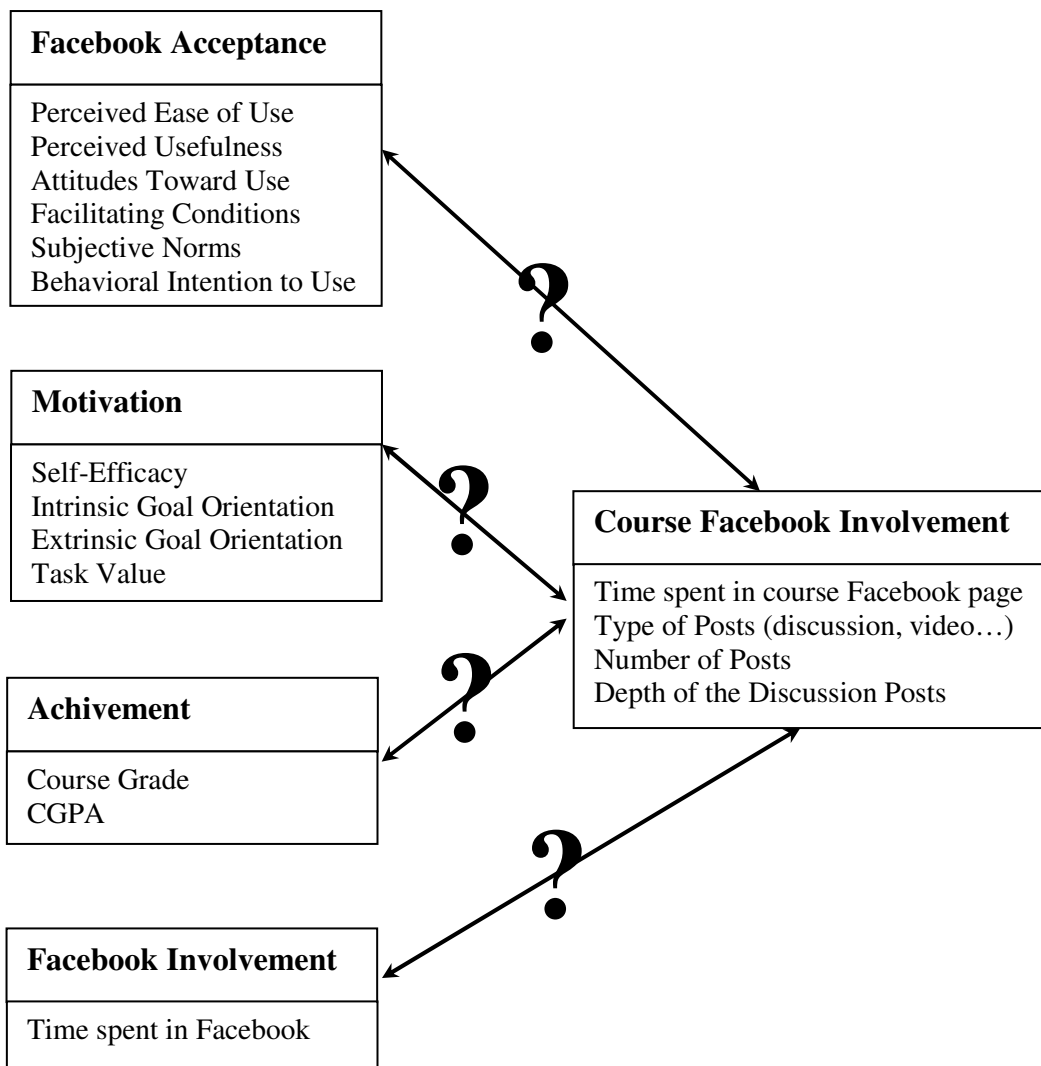 Facebook Acceptance
Perceived Ease of Use
Perceived Usefulness
Attitudes Toward Use
Facilitating Conditions
Subjective Norms
Behavioral Intention to Use
?
Motivation
Self-Efficacy
Intrinsic Goal Orientation
Extrinsic Goal Orientation
Task Value
?
Course Facebook Involvement
Time spent in course Facebook page
Type of Posts (discussion, video…)
Number of Posts
Depth of the Discussion Posts
?
Achivement
Course Grade
CGPA
?
Facebook Involvement
Time spent in Facebook